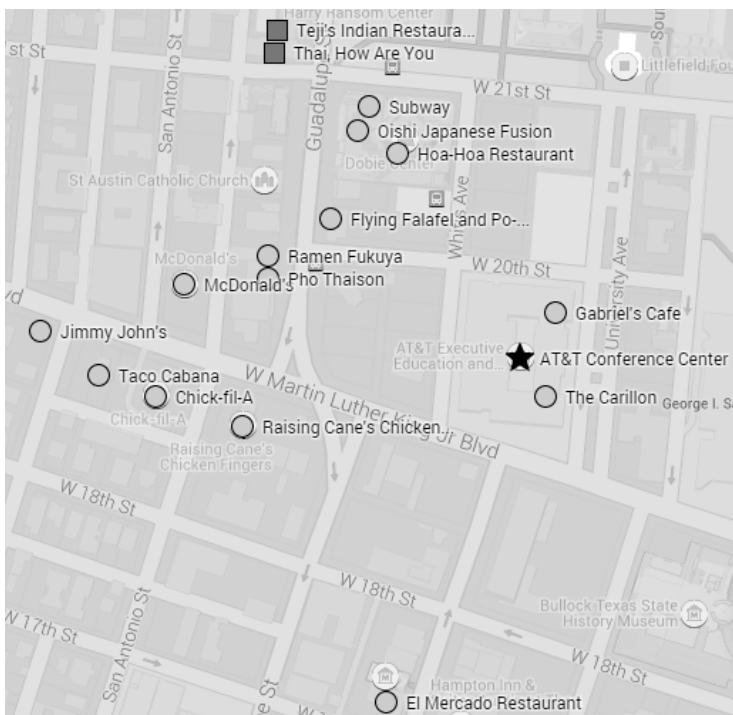 Harry Ransom Center
Teji's Indian Restaura...
Thai, How Are You
st St
San Antonio St
Guadalupe St
W 21st St
Sou
Littlefield Fou
Subway
Oishi Japanese Fusion
Hoa-Hoa Restaurant
Dobie Center
St Austin Catholic Church
Flying Falafel and Po-...
Whitis Ave
University Ave
McDonald's
Ramen Fukuya
W 20th St
McDonald's
Pho Thaison
vd
Gabriel's Cafe
Jimmy John's
AT&T Executive
Education and...
AT&T Conference Center
Taco Cabana
Chick-fil-A
W Martin Luther King Jr Blvd
The Carillon
George I. Sá
Chick-fil-A
Raising Cane's Chicken...
Raising Cane's
Chicken Fingers
W 18th St
W 18th St
Bullock Texas State
History Museum
W 17th St
San Antonio St
W 18th St
Hampton Inn &
e St
El Mercado Restaurant